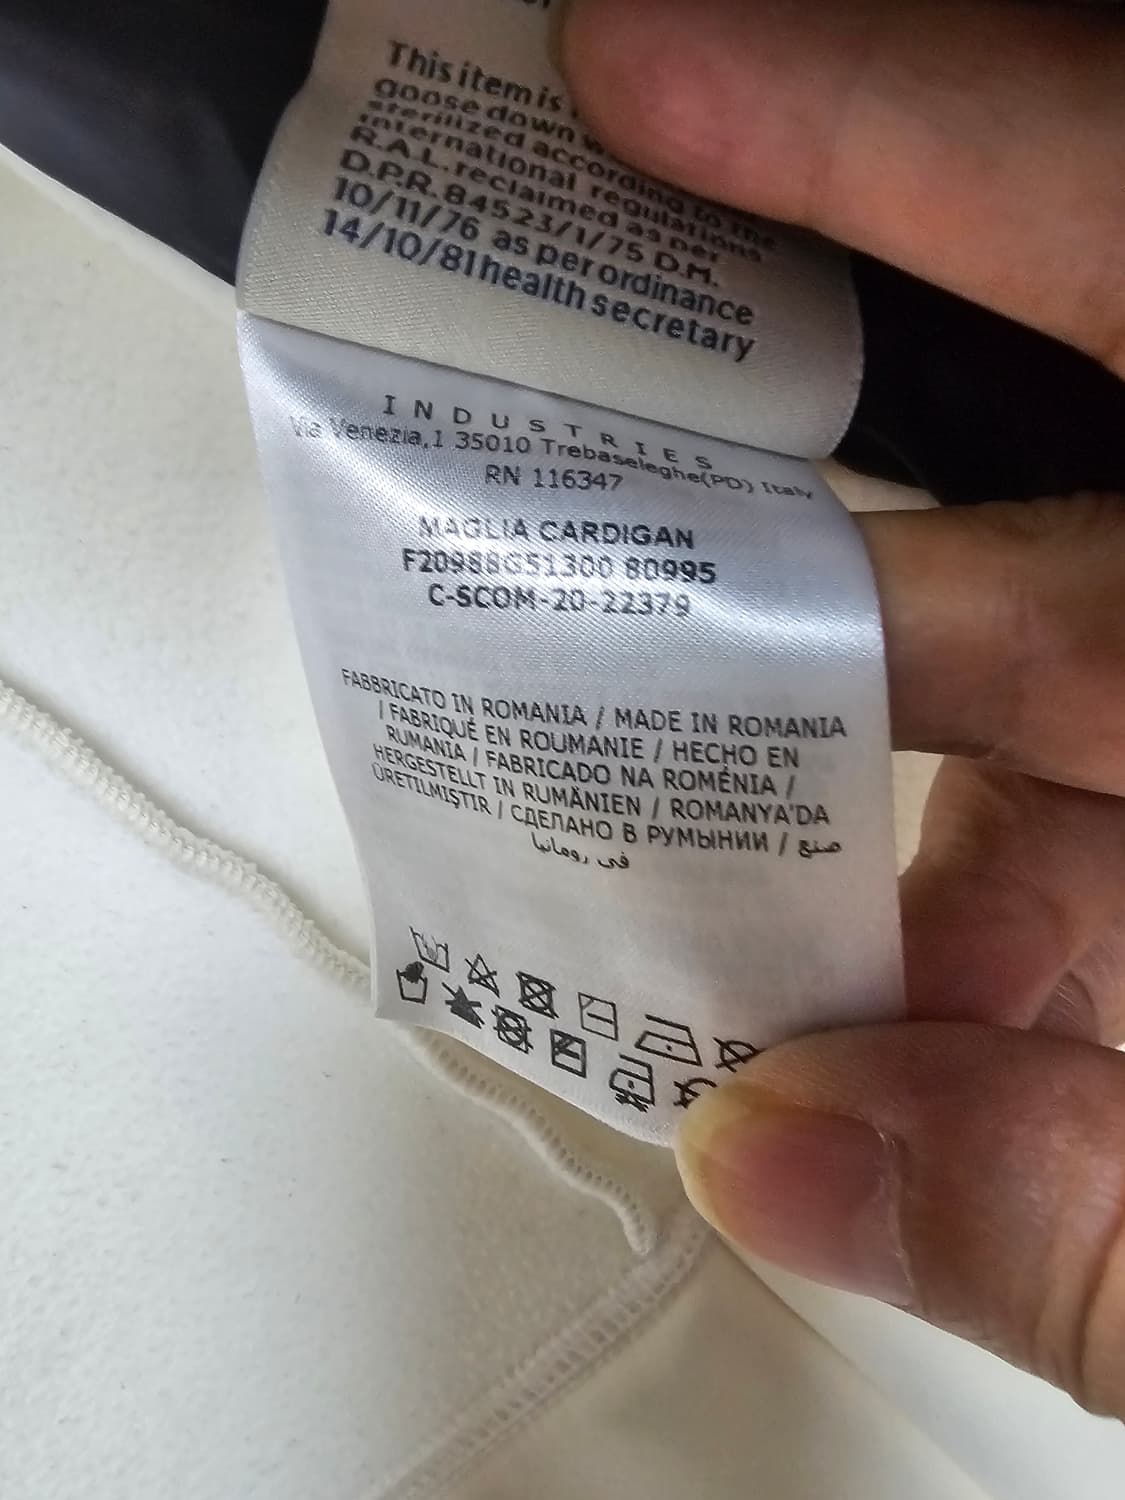 This item is
goose down
sterilized according to the
international regulations
R.A.L. reclaimed as per
D.P.R. 84523/1/75 D.M.
10/11/76 as per ordinance
14/10/81 health secretary
INDUSTRIES
Via Venezia,1 35010 Trebaseleghe(PD) Italy
RN 116347
MAGLIA CARDIGAN
F20988G51300 80995
C-SCOM-20-22379
FABBRICATO IN ROMANIA / MADE IN ROMANIA
/ FABRIQUÉ EN ROUMANIE / HECHO EN
RUMANIA / FABRICADO NA ROMÉNIA /
HERGESTELLT IN RUMÄNIEN / ROMANYA'DA
ÜRETILMIŞTIR / СДЕЛАНО В РУМЫНИИ / صنع
في رومانيا